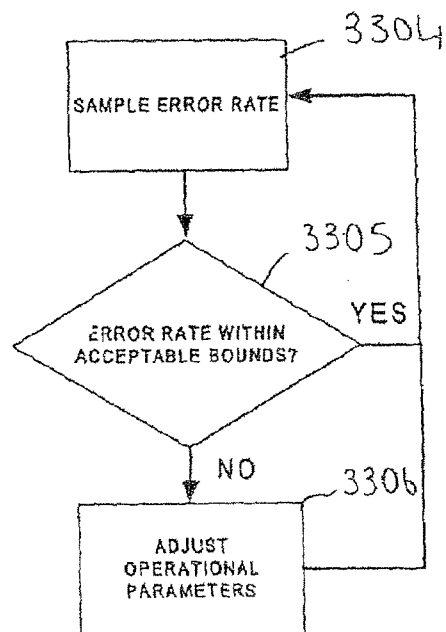 3304
SAMPLE ERROR RATE
3305
YES
ERROR RATE WITHIN
ACCEPTABLE BOUNDS?
NO
3306
ADJUST
OPERATIONAL
PARAMETERS